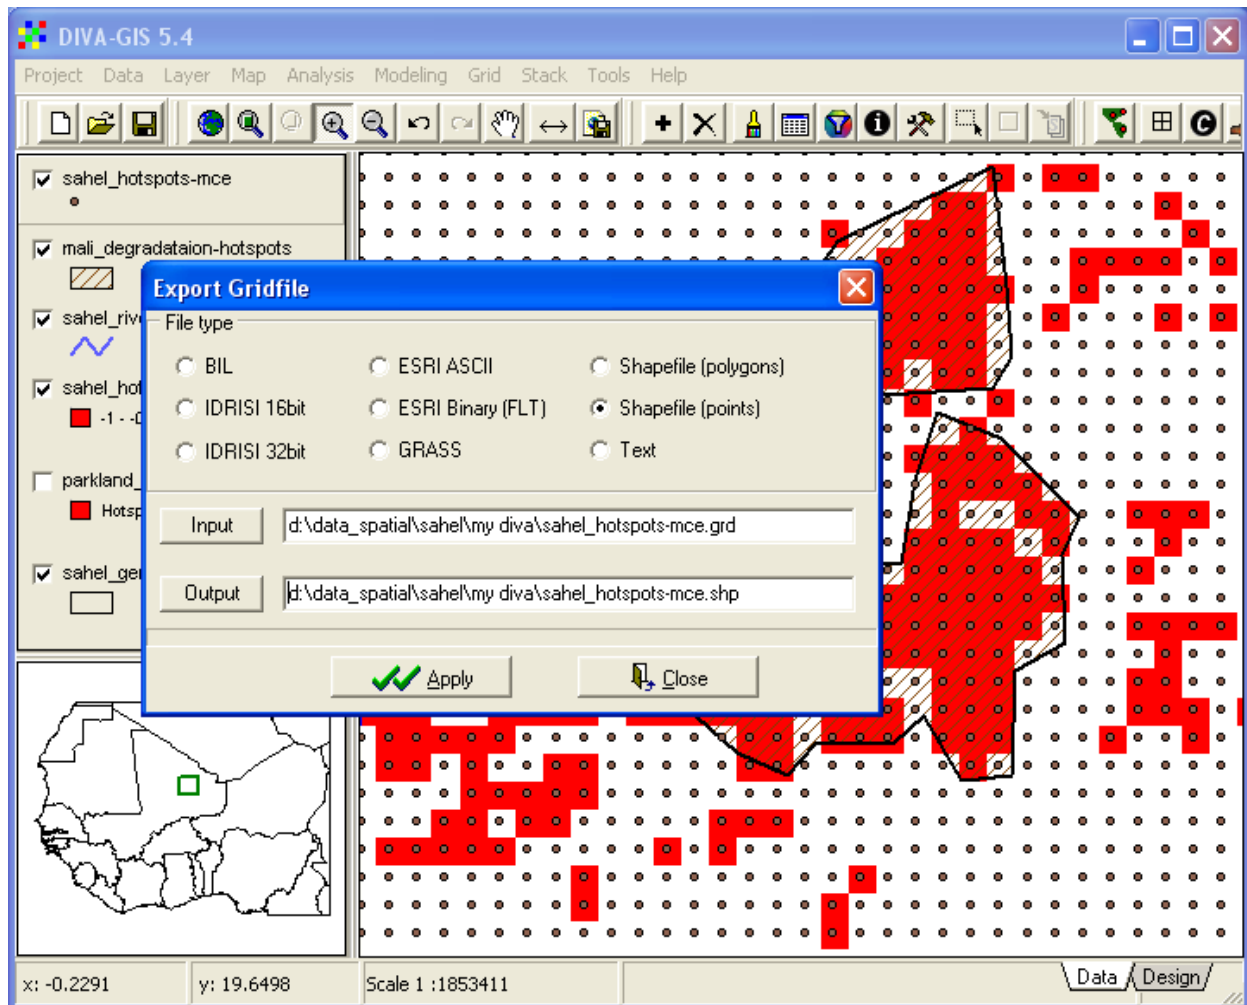 DIVA-GIS 5.4
Project Data Layer Map Analysis Modeling Grid Stack Tools Help
sahel_hotspots-mce
mali_degradataion-hotspots
sahel_rive
sahel_hot
-1 - -0
parkland_
Hotsp
sahel_ger
Export Gridfile
File type
BIL
ESRI ASCII
Shapefile (polygons)
IDRISI 16bit
ESRI Binary (FLT)
Shapefile (points)
IDRISI 32bit
GRASS
Text
Input
d:\data_spatial\sahel\my diva\sahel_hotspots-mce.grd
Output
d:\data_spatial\sahel\my diva\sahel_hotspots-mce.shp
Apply
Close
x: -0.2291
y: 19.6498
Scale 1 :1853411
Data
Design